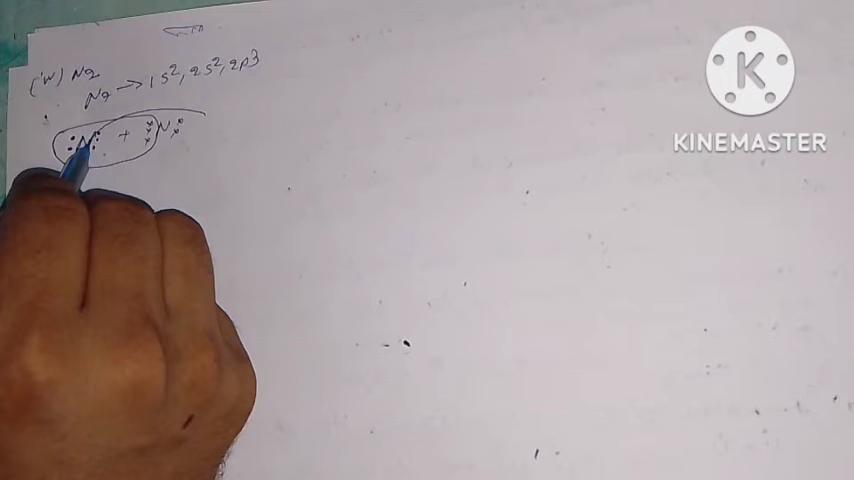 (iv) N2
N7 → 1s2, 2s2, 2p3
N + N
K
KINEMASTER